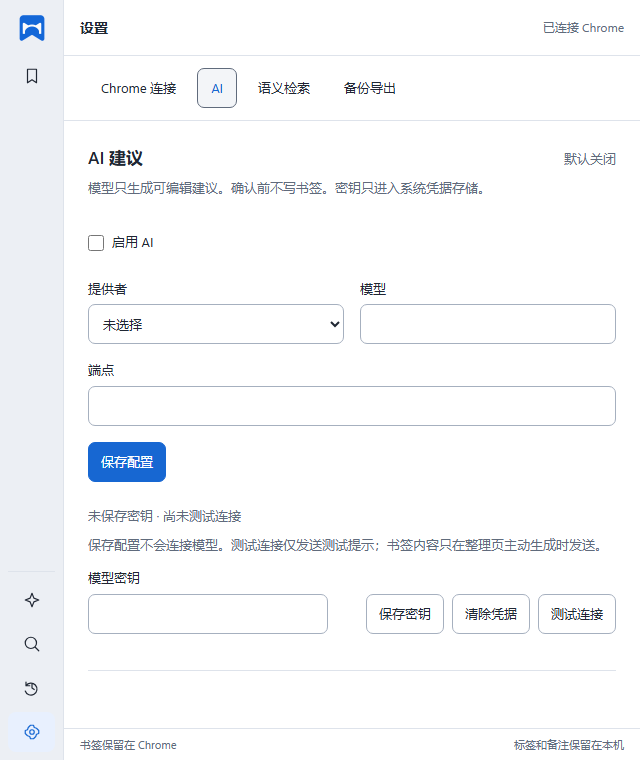 设置
已连接 Chrome
Chrome 连接
AI
语义检索
备份导出
AI 建议
默认关闭
模型只生成可编辑建议。确认前不写书签。密钥只进入系统凭据存储。
启用 AI
提供者
模型
未选择
端点
保存配置
未保存密钥 · 尚未测试连接
保存配置不会连接模型。测试连接仅发送测试提示；书签内容只在整理页主动生成时发送。
模型密钥
保存密钥
清除凭据
测试连接
书签保留在 Chrome
标签和备注保留在本机